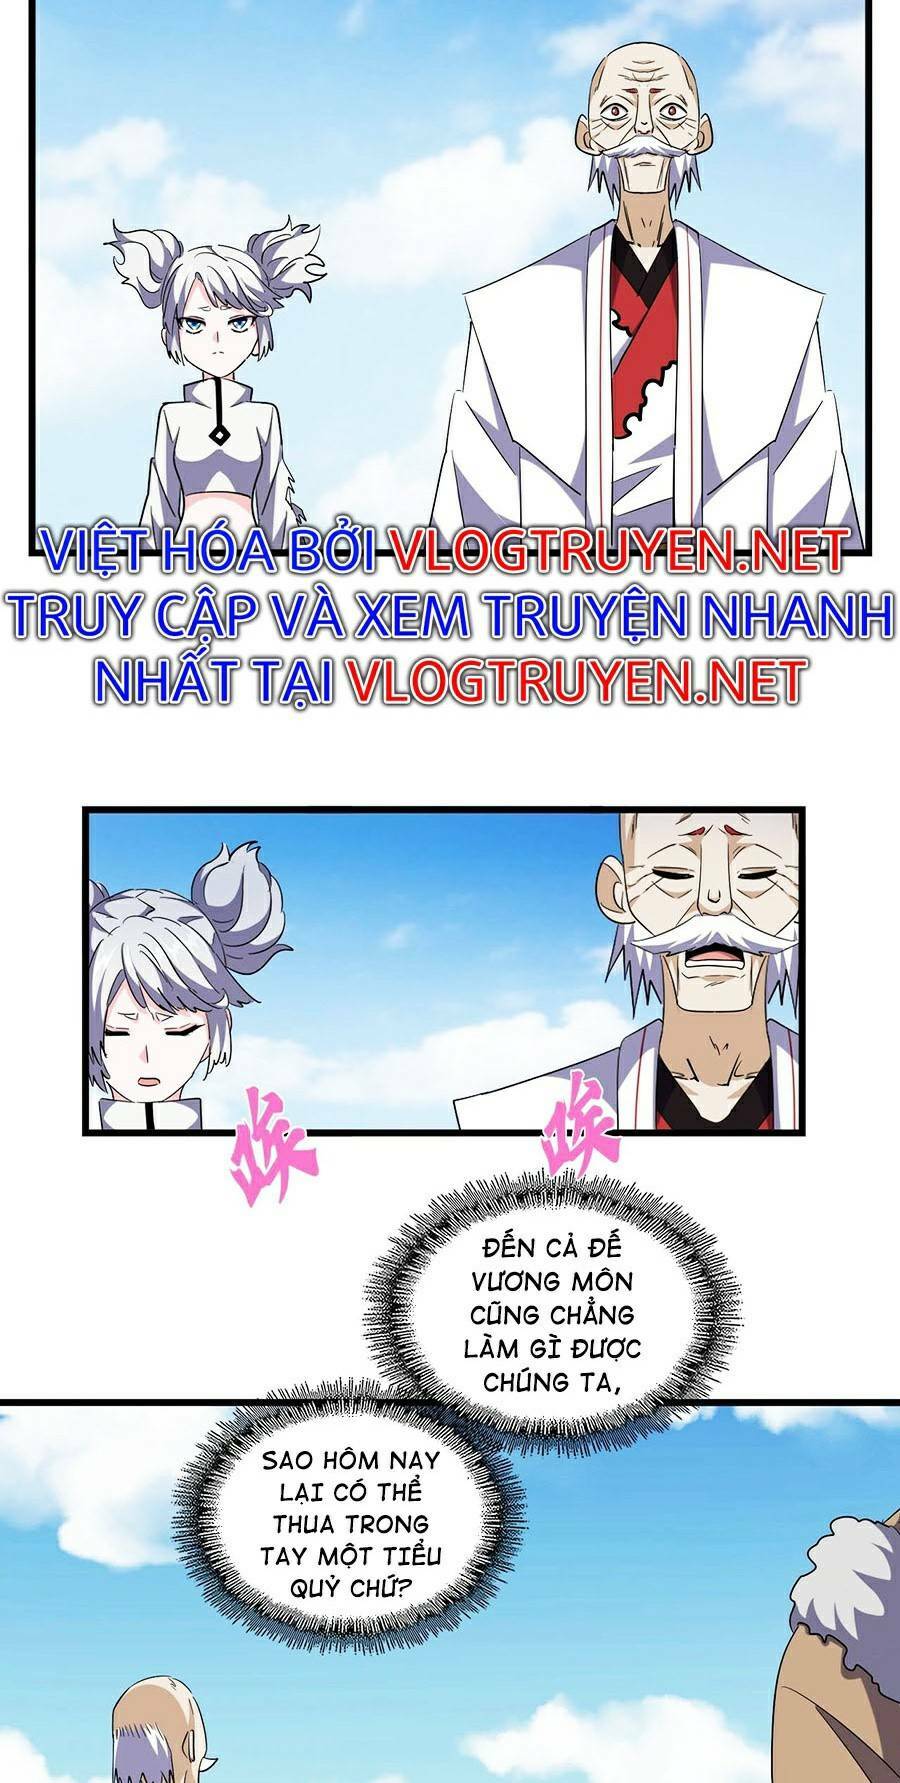 VIỆT HÓA BỞI VLOGTRUYEN.NET
TRUY CẬP VÀ XEM TRUYỆN NHANH
NHẤT TẠI VLOGTRUYEN.NET
唉
唉
ĐẾN CẢ ĐẾ
VƯƠNG MÔN
CŨNG CHẲNG
LÀM GÌ ĐƯỢC
CHÚNG TA,
SAO HÔM NAY
LẠI CÓ THỂ
THUA TRONG
TAY MỘT TIỂU
QUỶ CHỨ?